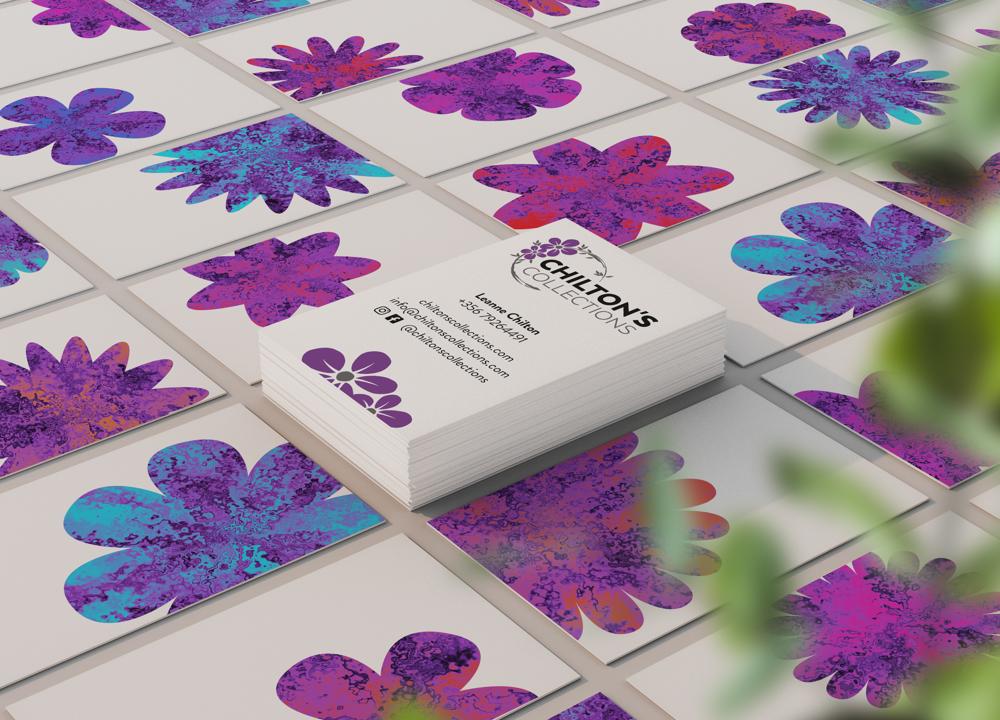 CHILTON'S
COLLECTIONS
Leanne Chilton
+356 79264491
chiltonscollections.com
info@chiltonscollections.com
@chiltonscollections